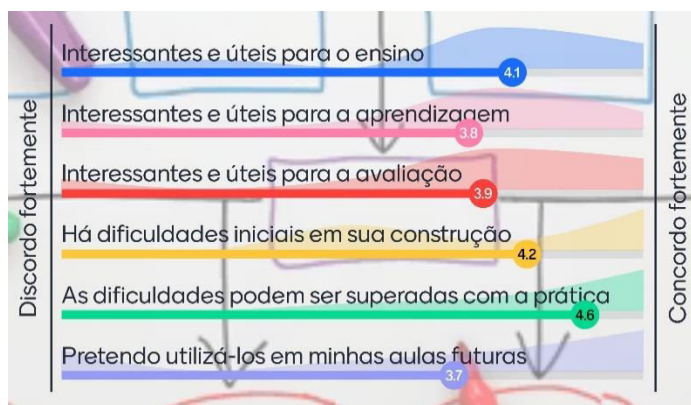 Discordo fortemente
Interessantes e úteis para o ensino
4.1
Interessantes e úteis para a aprendizagem
3.8
Interessantes e úteis para a avaliação
3.9
Há dificuldades iniciais em sua construção
4.2
As dificuldades podem ser superadas com a prática
4.6
Pretendo utilizá-los em minhas aulas futuras
3.7
Concordo fortemente